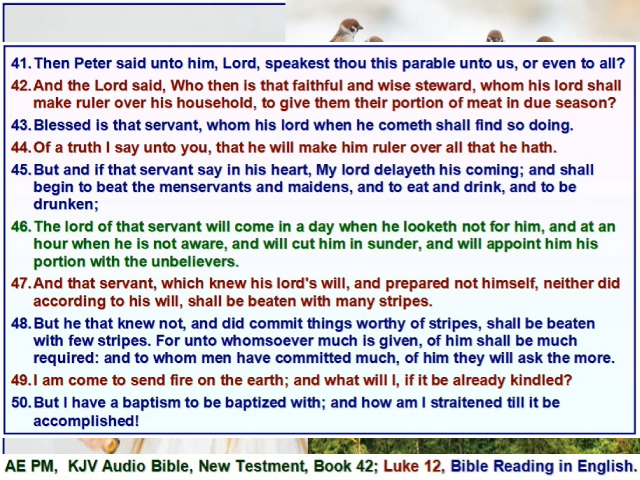 41. Then Peter said unto him, Lord, speakest thou this parable unto us, or even to all?
42. And the Lord said, Who then is that faithful and wise steward, whom his lord shall
make ruler over his household, to give them their portion of meat in due season?
43. Blessed is that servant, whom his lord when he cometh shall find so doing.
44. Of a truth I say unto you, that he will make him ruler over all that he hath.
45. But and if that servant say in his heart, My lord delayeth his coming; and shall
begin to beat the menservants and maidens, and to eat and drink, and to be
drunken;
46. The lord of that servant will come in a day when he looketh not for him, and at an
hour when he is not aware, and will cut him in sunder, and will appoint him his
portion with the unbelievers.
47. And that servant, which knew his lord's will, and prepared not himself, neither did
according to his will, shall be beaten with many stripes.
48. But he that knew not, and did commit things worthy of stripes, shall be beaten
with few stripes. For unto whomsoever much is given, of him shall be much
required: and to whom men have committed much, of him they will ask the more.
49. I am come to send fire on the earth; and what will I, if it be already kindled?
50. But I have a baptism to be baptized with; and how am I straitened till it be
accomplished!
AE PM, KJV Audio Bible, New Testment, Book 42; Luke 12, Bible Reading in English.